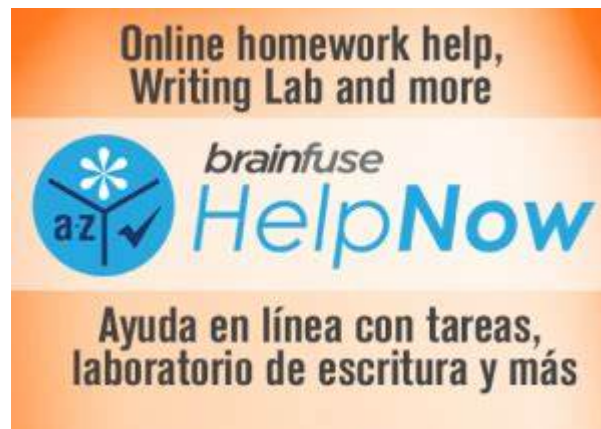 Online homework help,
Writing Lab and more
brainfuse
a-z
HelpNow
Ayuda en línea con tareas,
laboratorio de escritura y más